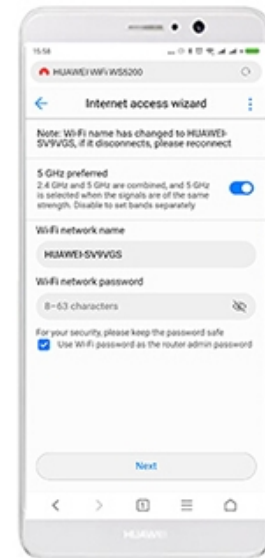 15:58
HUAWEI WiFi WS5200
Internet access wizard
Note: Wi-Fi name has changed to HUAWEI-
SV9VGS, if it disconnects, please reconnect
5 GHz preferred
2.4 GHz and 5 GHz are combined, and 5 GHz
is selected when the signals are of the same
strength. Disable to set bands separately
Wi-Fi network name
HUAWEI-SV9VGS
Wi-Fi network password
8–63 characters
For your security, please keep the password safe
Use Wi-Fi password as the router admin password
Next
1
HUAWEI